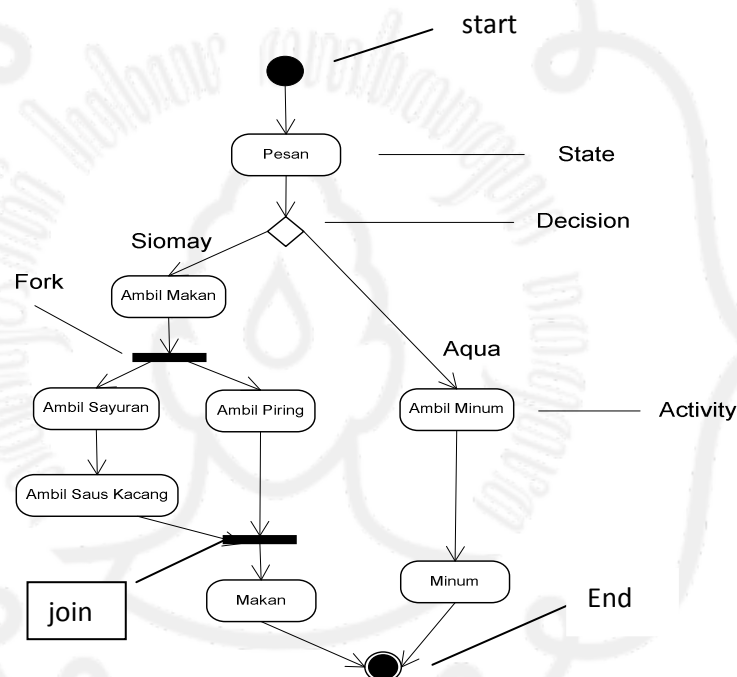 start
Pesan
State
Decision
Siomay
Fork
Ambil Makan
Aqua
Ambil Sayuran
Ambil Piring
Ambil Minum
Activity
Ambil Saus Kacang
join
Makan
Minum
End